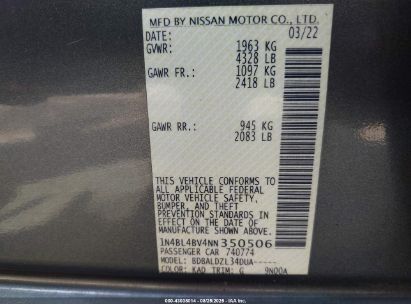 MFD BY NISSAN MOTOR CO., LTD.
DATE: 03/22
GVWR: 1963 KG
4328 LB
GAWR FR.: 1097 KG
2418 LB
GAWR RR.: 945 KG
2083 LB
THIS VEHICLE CONFORMS TO
ALL APPLICABLE FEDERAL
MOTOR VEHICLE SAFETY,
BUMPER, AND THEFT
PREVENTION STANDARDS IN
EFFECT ON THE DATE OF
MANUFACTURE SHOWN ABOVE.
1N4BL4BV4NN350506
PASSENGER CAR 740774
MODEL: BDBALDZL34DUA-----
COLOR: KAD TRIM: G 9N00A